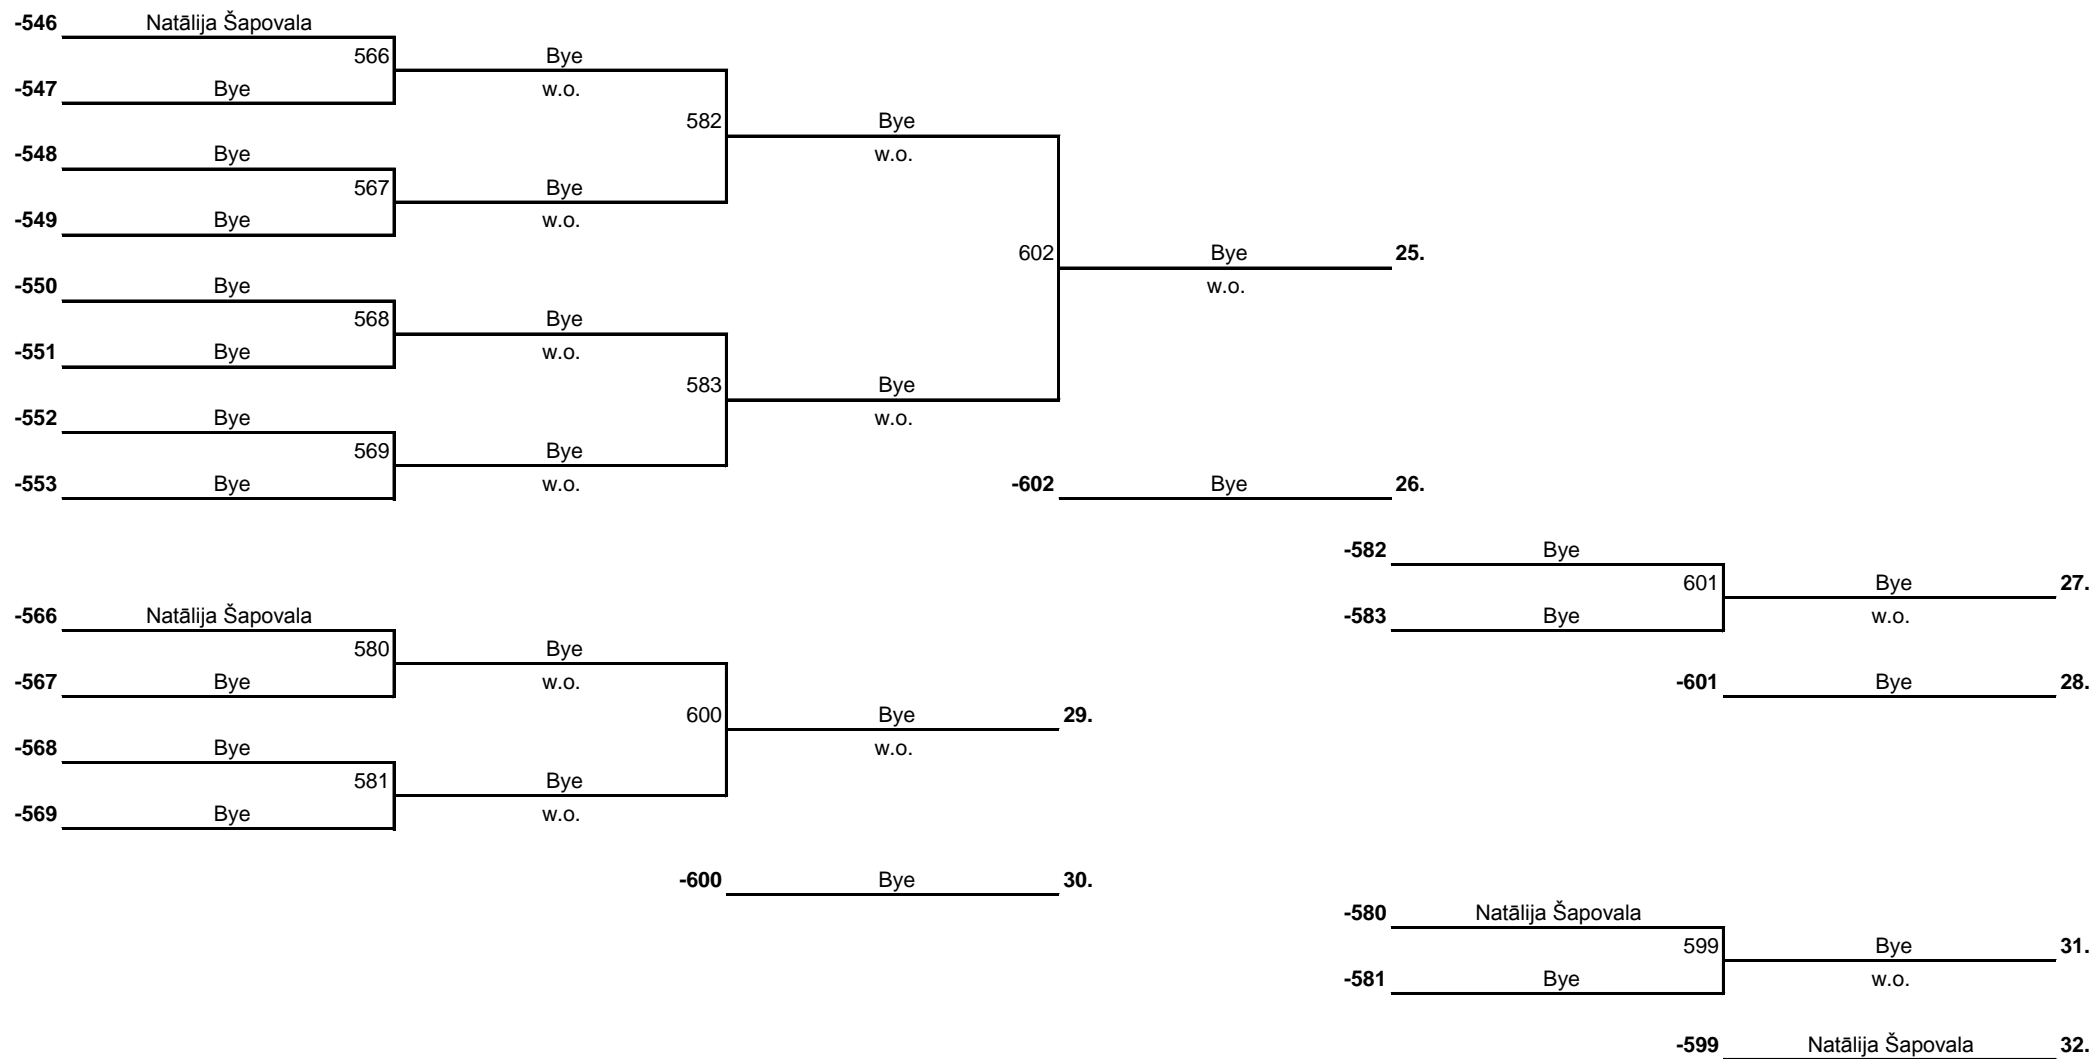 -546 Natālija Šapovala
566 Bye
-547 Bye w.o.
582 Bye
-548 Bye w.o.
567 Bye
-549 Bye w.o.
602 Bye 25.
-550 Bye w.o.
568 Bye
-551 Bye w.o.
583 Bye
-552 Bye w.o.
569 Bye
-553 Bye w.o. -602 Bye 26.
-582 Bye
601 Bye 27.
-566 Natālija Šapovala -583 Bye w.o.
580 Bye
-567 Bye w.o. -601 Bye 28.
600 Bye 29.
-568 Bye w.o.
581 Bye
-569 Bye w.o.
-600 Bye 30.
-580 Natālija Šapovala
599 Bye 31.
-581 Bye w.o.
-599 Natālija Šapovala 32.